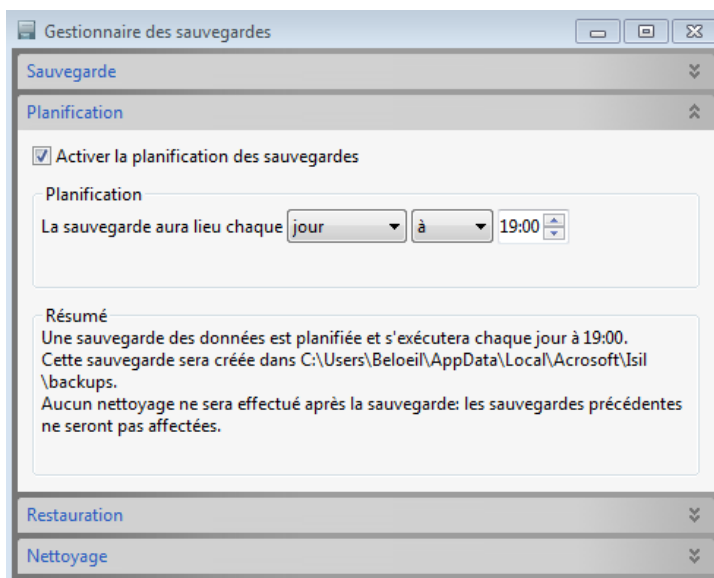 Gestionnaire des sauvegardes
Sauvegarde
Planification
Activer la planification des sauvegardes
Planification
La sauvegarde aura lieu chaque jour à 19:00
Résumé
Une sauvegarde des données est planifiée et s'exécutera chaque jour à 19:00.
Cette sauvegarde sera créée dans C:\Users\Beloeil\AppData\Local\Acrosoft\Isil
\backups.
Aucun nettoyage ne sera effectué après la sauvegarde: les sauvegardes précédentes
ne seront pas affectées.
Restauration
Nettoyage